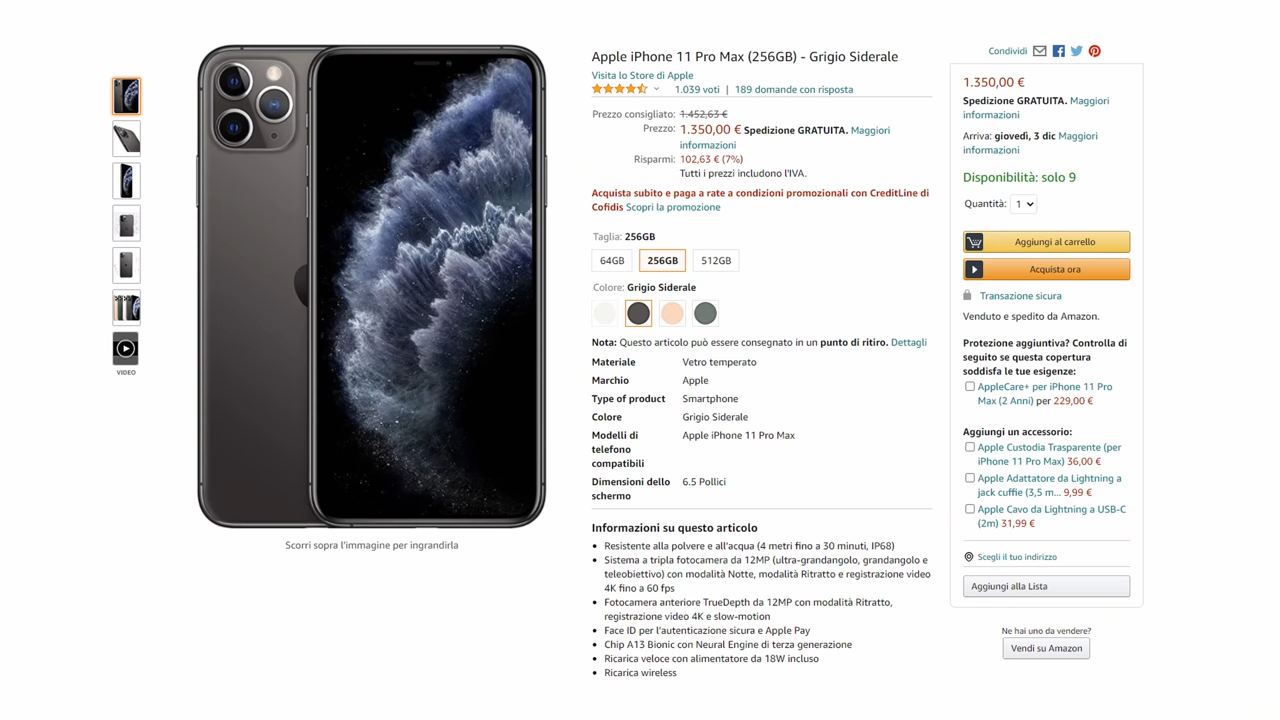 Apple iPhone 11 Pro Max (256GB) - Grigio Siderale
Visita lo Store di Apple
1.039 voti | 189 domande con risposta
Prezzo consigliato: 1.452,63 €
Prezzo: 1.350,00 € Spedizione GRATUITA. Maggiori
informazioni
Risparmi: 102,63 € (7%)
Tutti i prezzi includono l'IVA.
Acquista subito e paga a rate a condizioni promozionali con CreditLine di
Cofidis Scopri la promozione
Taglia: 256GB
64GB 256GB 512GB
Colore: Grigio Siderale
Nota: Questo articolo può essere consegnato in un punto di ritiro. Dettagli
Materiale Vetro temperato
Marchio Apple
Type of product Smartphone
Colore Grigio Siderale
Modelli di Apple iPhone 11 Pro Max
telefono
compatibili
Dimensioni dello 6.5 Pollici
schermo
Informazioni su questo articolo
• Resistente alla polvere e all'acqua (4 metri fino a 30 minuti, IP68)
• Sistema a tripla fotocamera da 12MP (ultra-grandangolo, grandangolo e
teleobiettivo) con modalità Notte, modalità Ritratto e registrazione video
4K fino a 60 fps
• Fotocamera anteriore TrueDepth da 12MP con modalità Ritratto,
registrazione video 4K e slow-motion
• Face ID per l'autenticazione sicura e Apple Pay
• Chip A13 Bionic con Neural Engine di terza generazione
• Ricarica veloce con alimentatore da 18W incluso
• Ricarica wireless
VIDEO
Scorri sopra l'immagine per ingrandirla
Condividi
1.350,00 €
Spedizione GRATUITA. Maggiori
informazioni
Arriva: giovedì, 3 dic Maggiori
informazioni
Disponibilità: solo 9
Quantità: 1
Aggiungi al carrello
Acquista ora
Transazione sicura
Venduto e spedito da Amazon.
Protezione aggiuntiva? Controlla di
seguito se questa copertura
soddisfa le tue esigenze:
AppleCare+ per iPhone 11 Pro
Max (2 Anni) per 229,00 €
Aggiungi un accessorio:
Apple Custodia Trasparente (per
iPhone 11 Pro Max) 36,00 €
Apple Adattatore da Lightning a
jack cuffie (3,5 m... 9,99 €
Apple Cavo da Lightning a USB-C
(2m) 31,99 €
Scegli il tuo indirizzo
Aggiungi alla Lista
Ne hai uno da vendere?
Vendi su Amazon